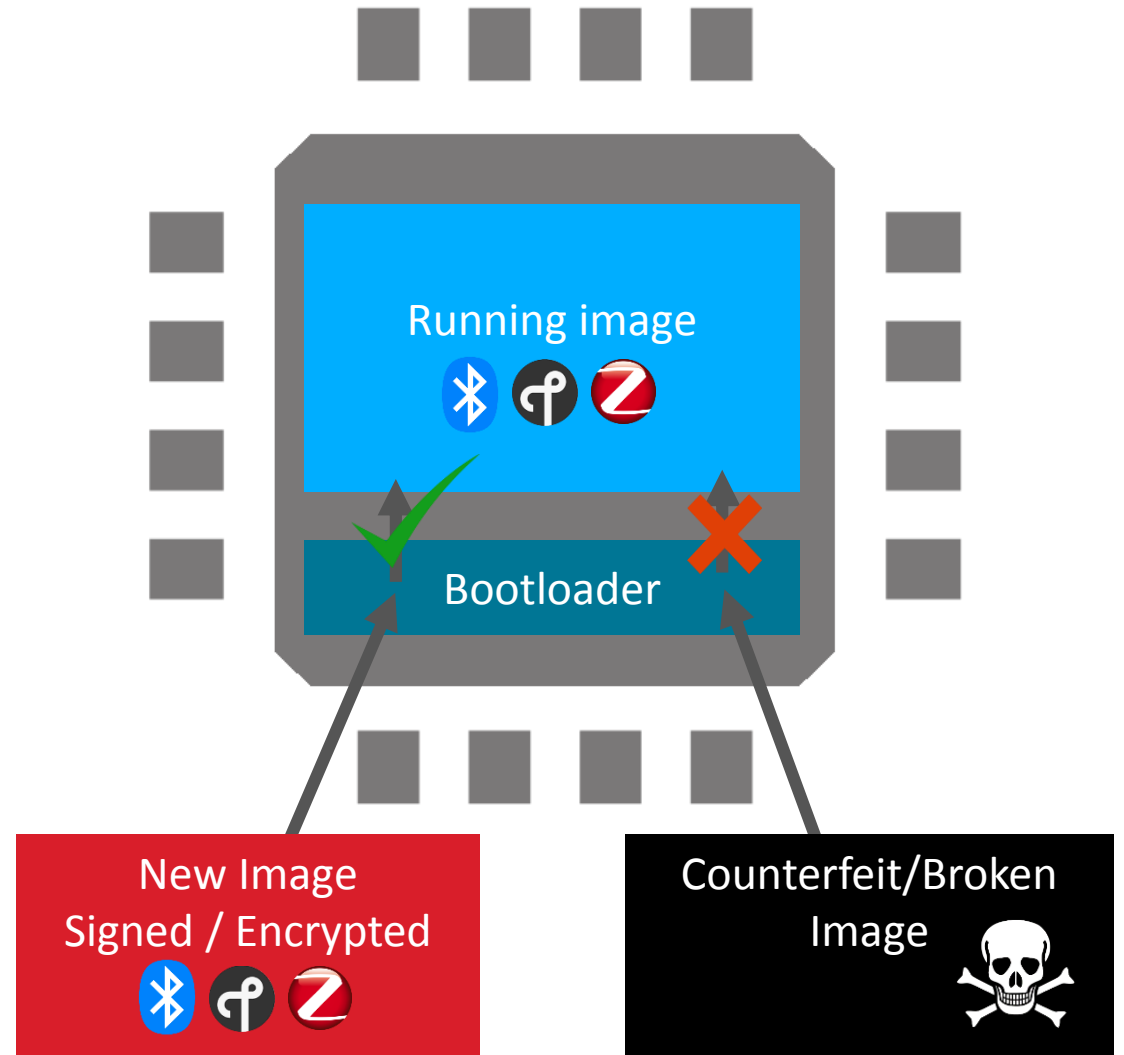 Running image
Bootloader
New Image
Signed / Encrypted
Counterfeit/Broken
Image